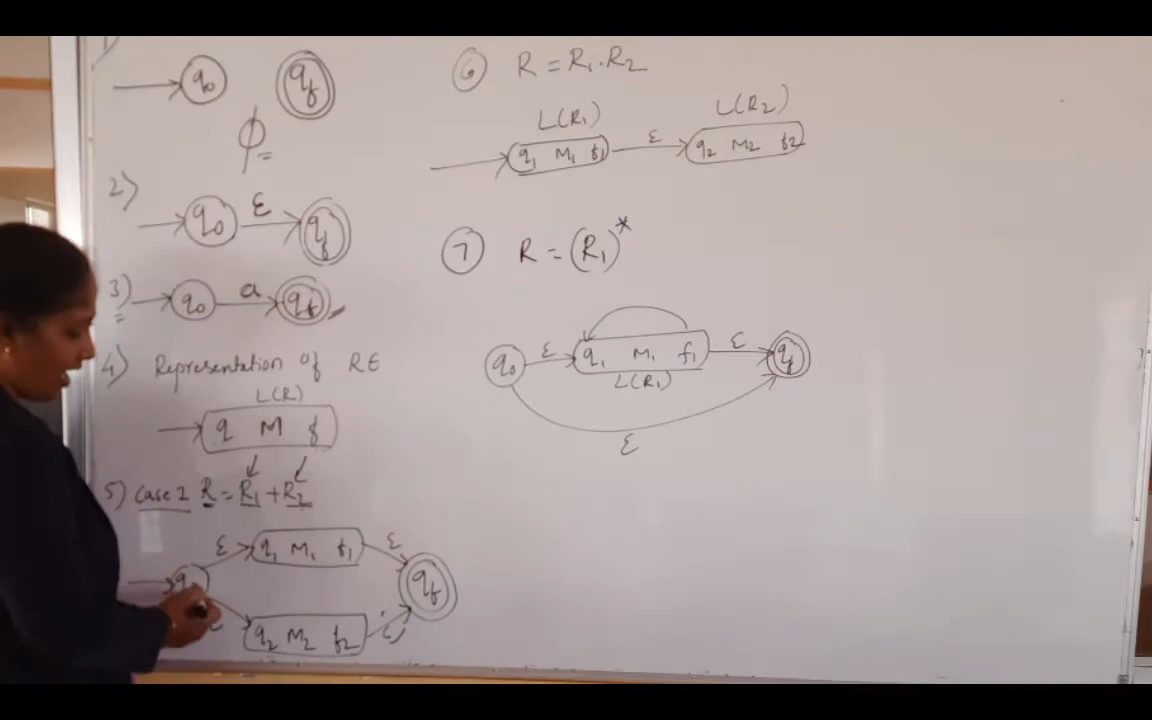 q0 qf
φ
2)
q0 ε qf
3) q0 a qf
4) Representation of RE
L(R)
q M f
5) Case 2 R = R1 + R2
ε q1 M1 f1 ε
q qf
ε q2 M2 f2 ε
6 R = R1 . R2
L(R1) L(R2)
q1 M1 f1 ε q2 M2 f2
7 R = (R1)*
q0 ε q1 M1 f1 ε qf
L(R1)
ε